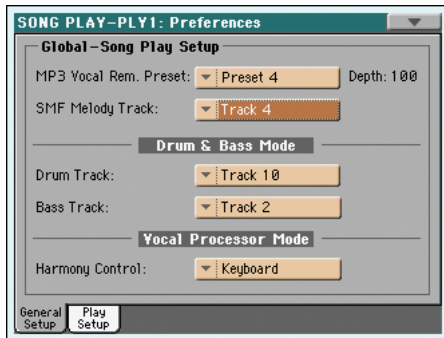 SONG PLAY-PLY1: Preferences
Global-Song Play Setup
MP3 Vocal Rem. Preset: Preset 4 Depth: 100
SMF Melody Track: Track 4
Drum & Bass Mode
Drum Track: Track 10
Bass Track: Track 2
Vocal Processor Mode
Harmony Control: Keyboard
General Setup
Play Setup